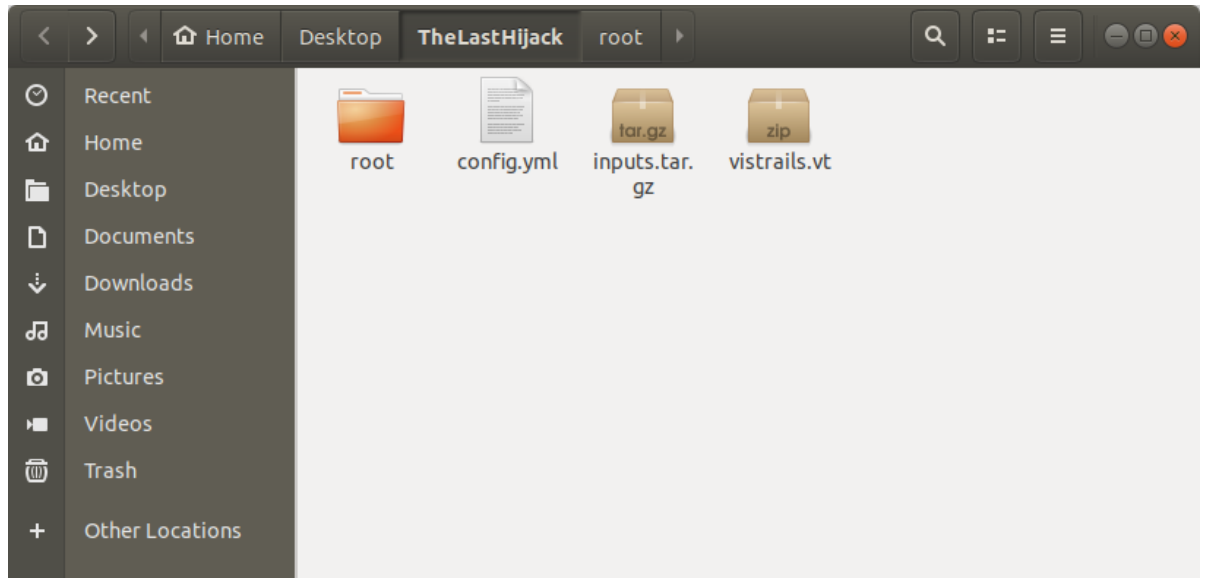 Home Desktop TheLastHijack root
Recent
Home
Desktop
Documents
Downloads
Music
Pictures
Videos
Trash
Other Locations
root
config.yml
tar.gz
inputs.tar.
gz
zip
vistrails.vt